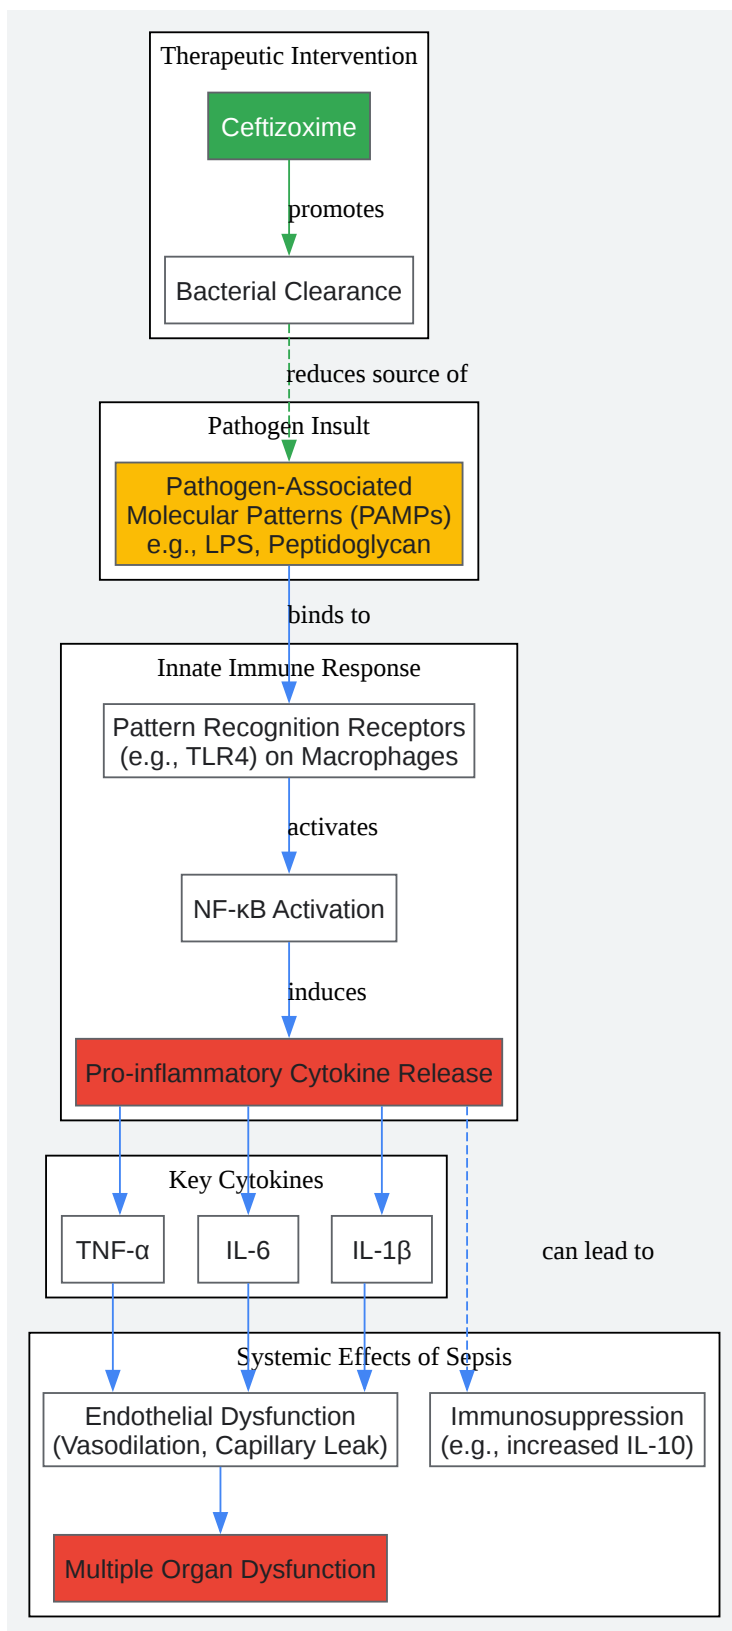 Therapeutic Intervention
Ceftizoxime
promotes
Bacterial Clearance
reduces source of
Pathogen Insult
Pathogen-Associated
Molecular Patterns (PAMPs)
e.g., LPS, Peptidoglycan
binds to
Innate Immune Response
Pattern Recognition Receptors
(e.g., TLR4) on Macrophages
activates
NF-κB Activation
induces
Pro-inflammatory Cytokine Release
Key Cytokines
TNF-α
IL-6
IL-1β
can lead to
Systemic Effects of Sepsis
Endothelial Dysfunction
(Vasodilation, Capillary Leak)
Immunosuppression
(e.g., increased IL-10)
Multiple Organ Dysfunction